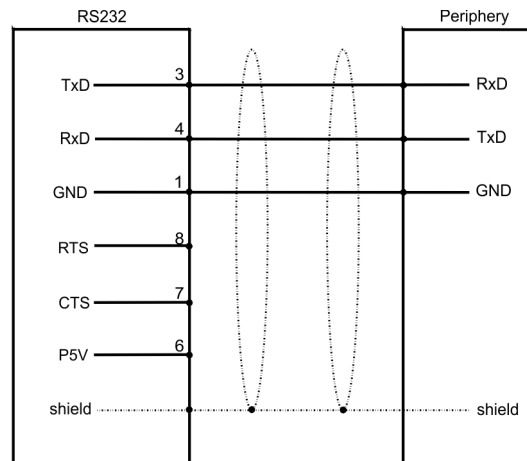 RS232 Periphery
TxD 3 RxD
RxD 4 TxD
GND 1 GND
RTS 8
CTS 7
P5V 6
shield shield